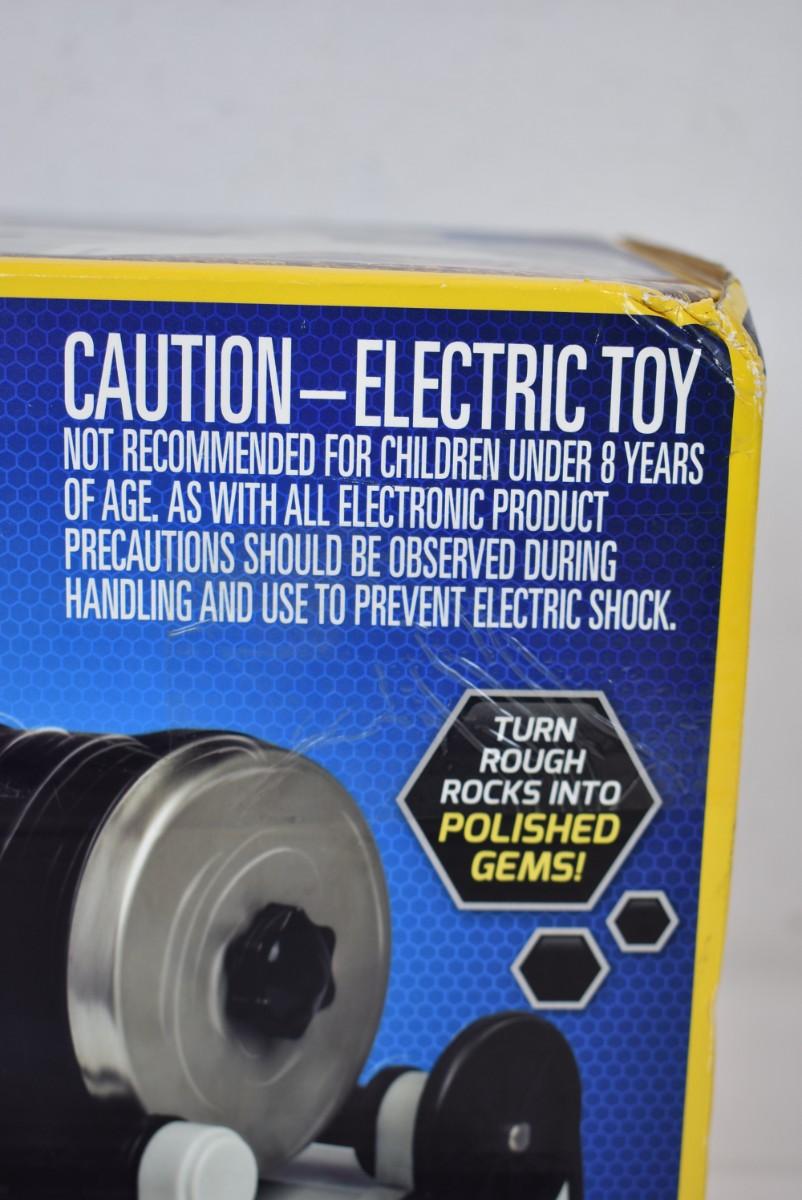 CAUTION – ELECTRIC TOY
NOT RECOMMENDED FOR CHILDREN UNDER 8 YEARS
OF AGE. AS WITH ALL ELECTRONIC PRODUCT
PRECAUTIONS SHOULD BE OBSERVED DURING
HANDLING AND USE TO PREVENT ELECTRIC SHOCK.
TURN
ROUGH
ROCKS INTO
POLISHED
GEMS!